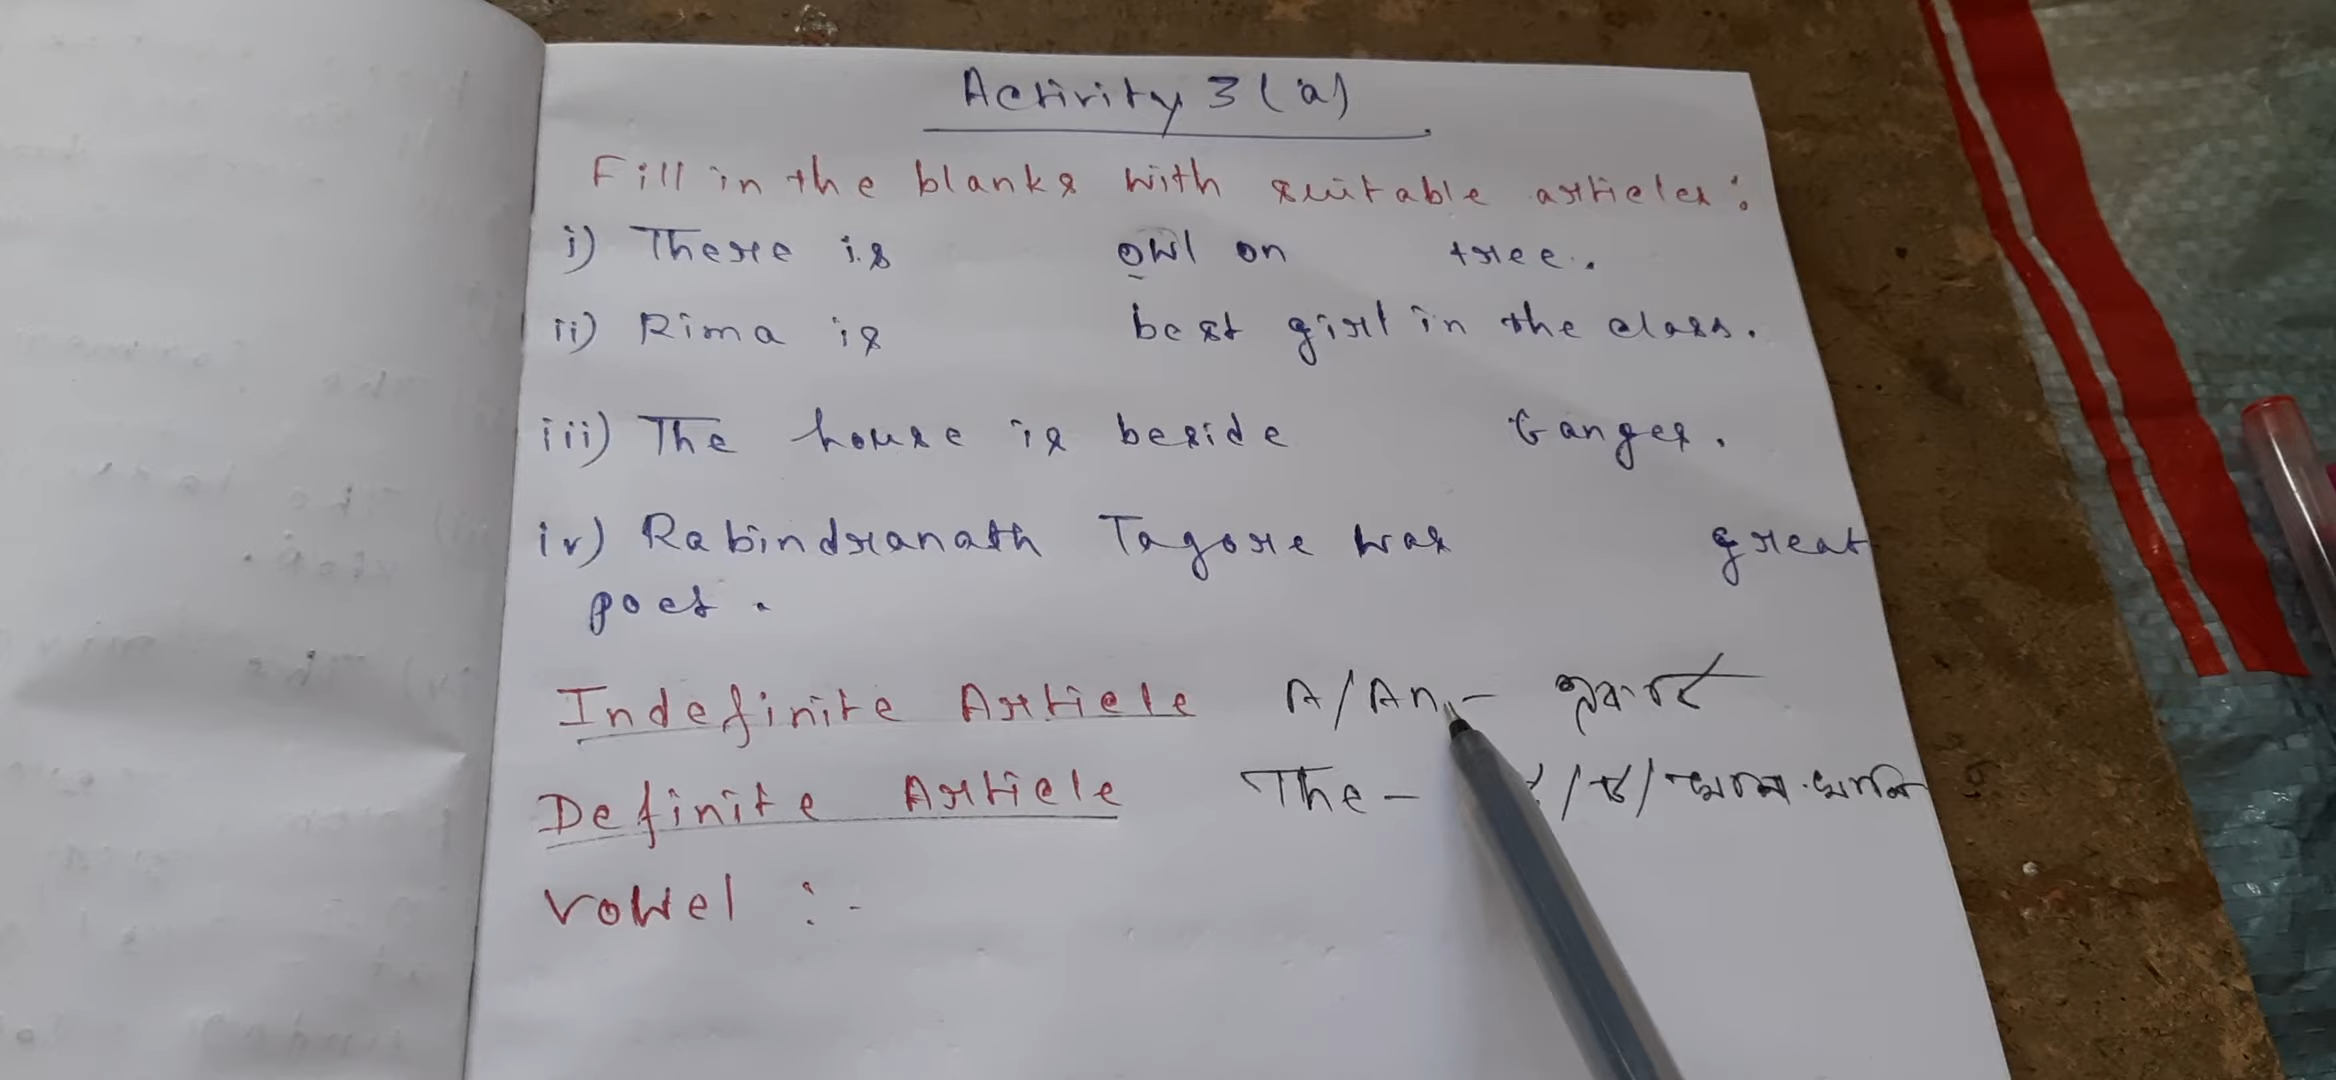 Activity 3 (a)
Fill in the blanks with suitable articles:
i) There is owl on tree.
ii) Rima is best girl in the class.
iii) The house is beside Ganges.
iv) Rabindranath Tagore was great
poet.
Indefinite Article A/An - একটি
Definite Article The - /টি/
Vowel :-